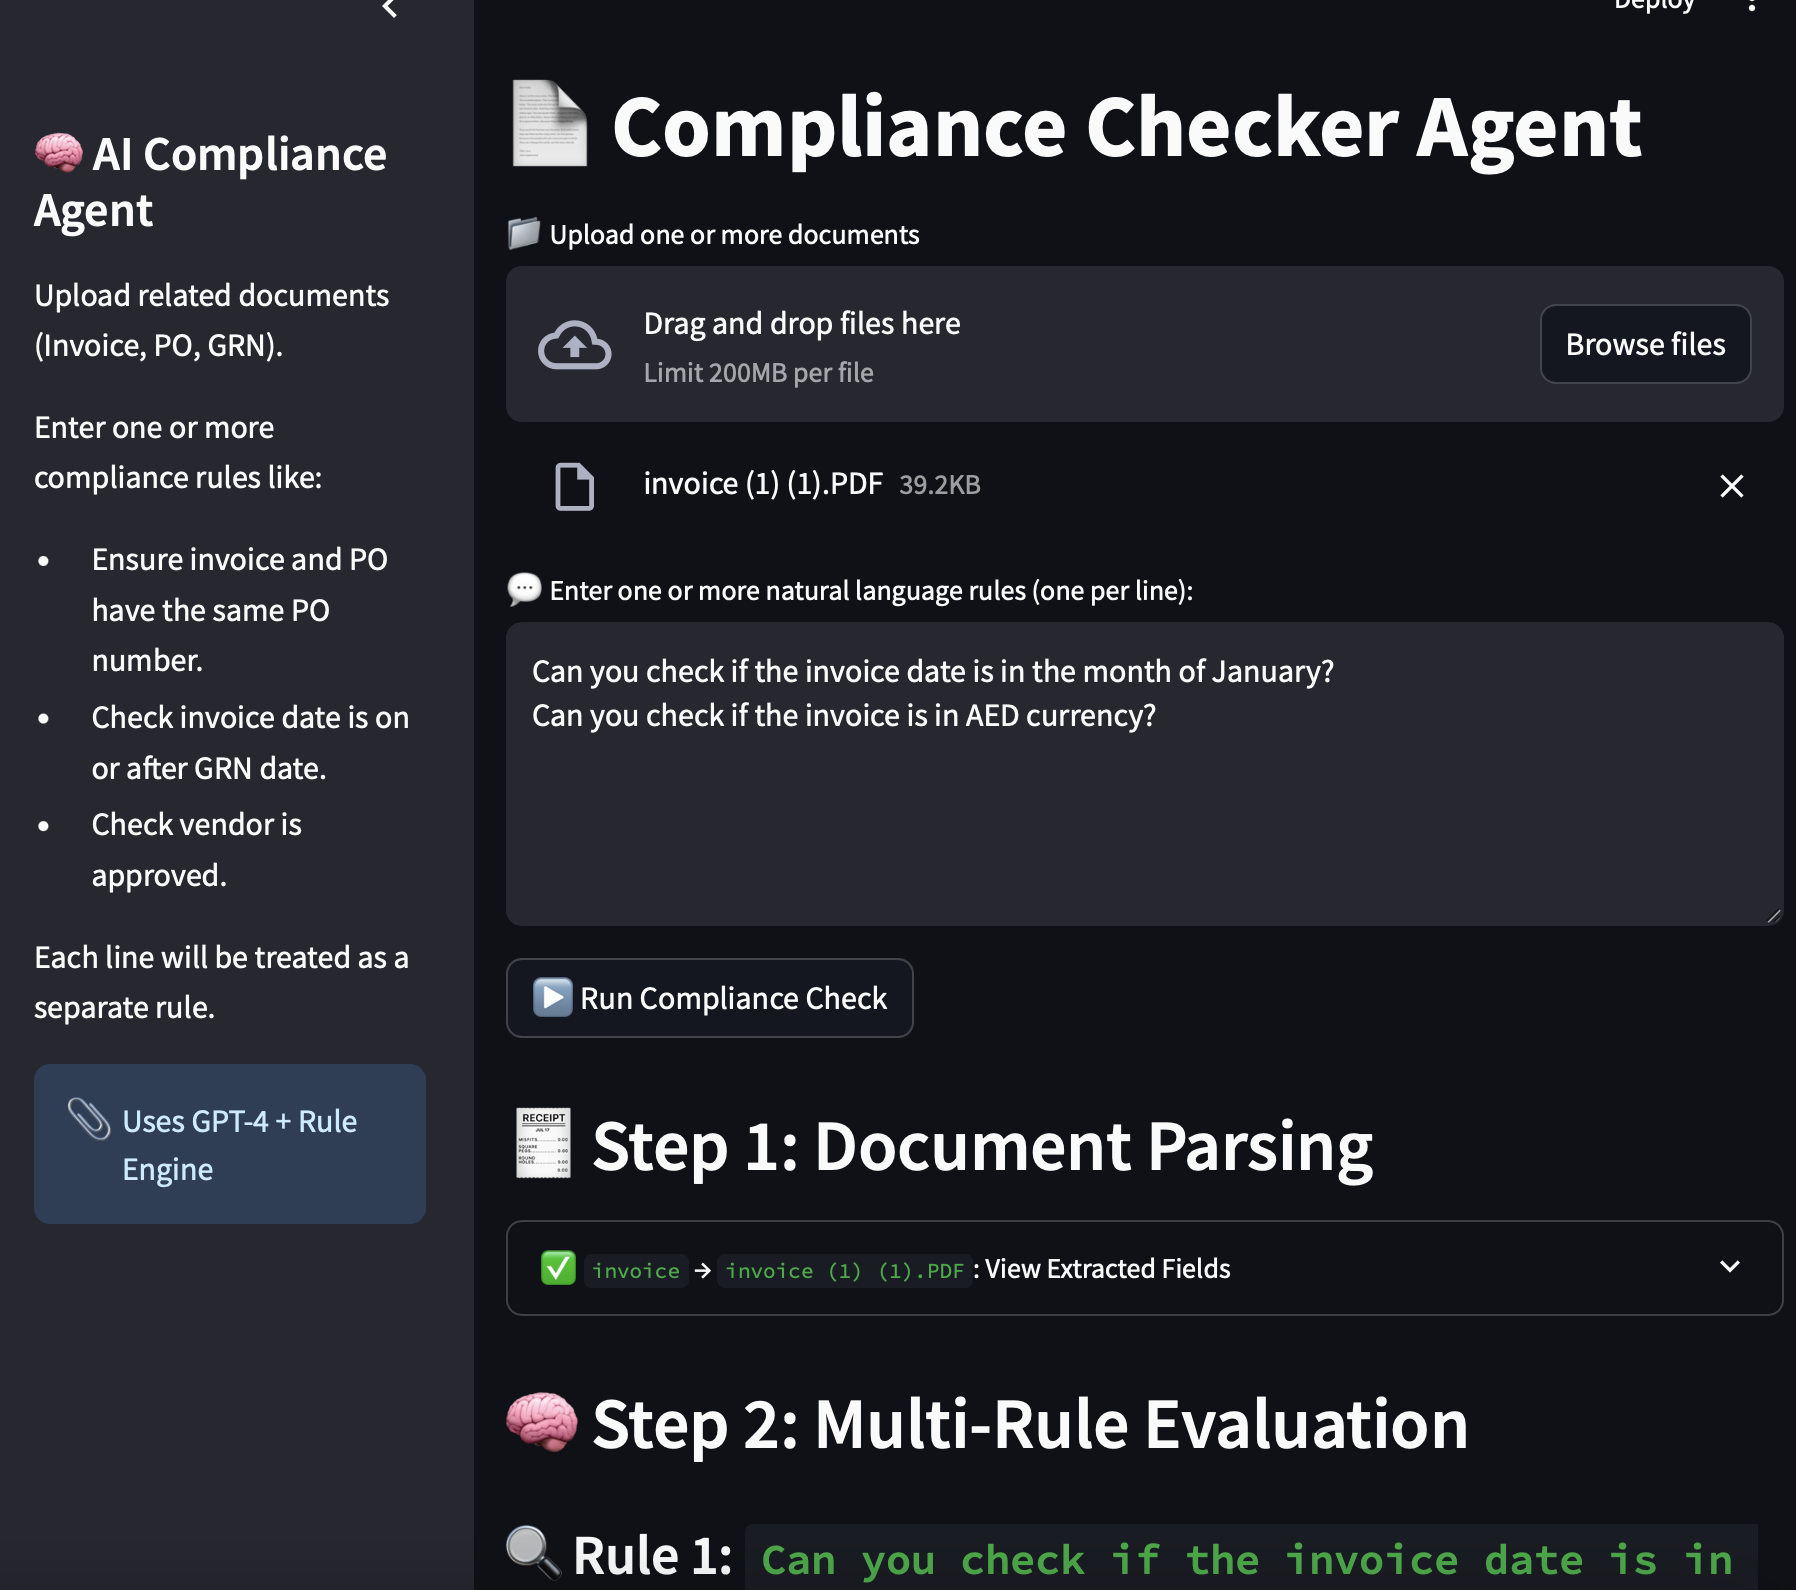 Deploy
AI Compliance
Agent
Upload related documents
(Invoice, PO, GRN).
Enter one or more
compliance rules like:
Ensure invoice and PO
have the same PO
number.
Check invoice date is on
or after GRN date.
Check vendor is
approved.
Each line will be treated as a
separate rule.
Uses GPT-4 + Rule
Engine
Compliance Checker Agent
Upload one or more documents
Drag and drop files here
Limit 200MB per file
Browse files
invoice (1) (1).PDF 39.2KB
Enter one or more natural language rules (one per line):
Can you check if the invoice date is in the month of January?
Can you check if the invoice is in AED currency?
Run Compliance Check
RECEIPT
JUL 17
Step 1: Document Parsing
invoice → invoice (1) (1).PDF : View Extracted Fields
Step 2: Multi-Rule Evaluation
Rule 1: Can you check if the invoice date is in